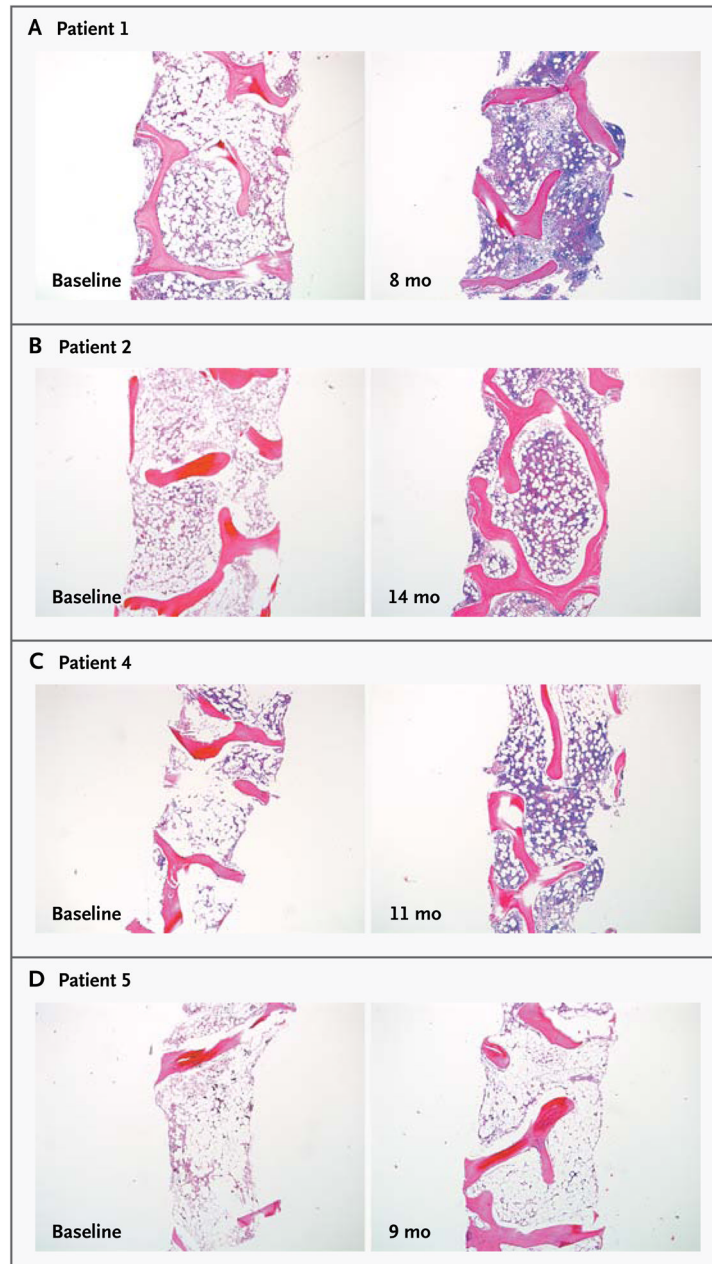 A Patient 1
Baseline
8 mo
B Patient 2
Baseline
14 mo
C Patient 4
Baseline
11 mo
D Patient 5
Baseline
9 mo